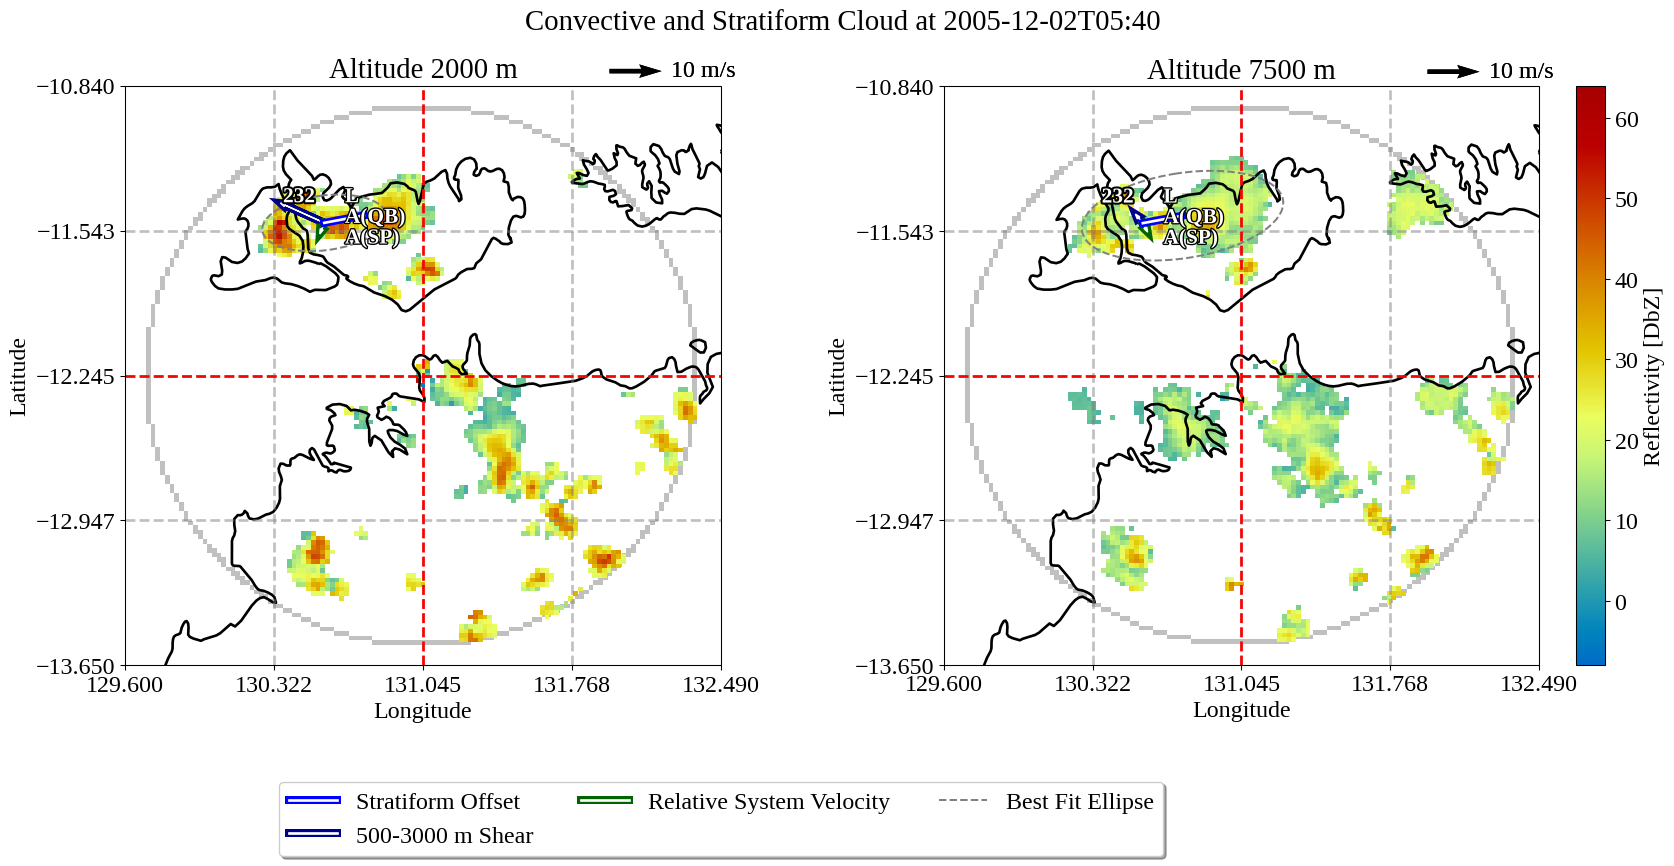 Convective and Stratiform Cloud at 2005-12-02T05:40
Altitude 2000 m
10 m/s
−10.840
−11.543
−12.245
−12.947
−13.650
129.600
130.322
131.045
131.768
132.490
Longitude
Latitude
232
L
A(QB)
A(SP)
Altitude 7500 m
10 m/s
−10.840
−11.543
−12.245
−12.947
−13.650
129.600
130.322
131.045
131.768
132.490
Longitude
Latitude
232
L
A(QB)
A(SP)
60
50
40
30
20
10
0
Reflectivity [DbZ]
Stratiform Offset
500-3000 m Shear
Relative System Velocity
Best Fit Ellipse